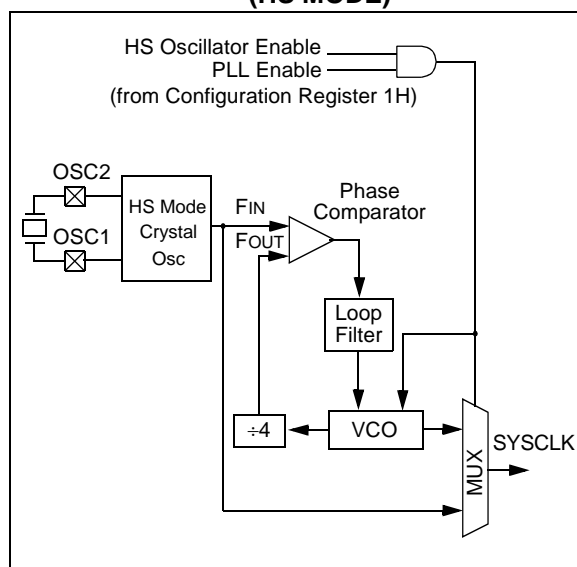 (HS MODE)
HS Oscillator Enable
PLL Enable
(from Configuration Register 1H)
OSC2
OSC1
HS Mode
Crystal
Osc
FIN
FOUT
Phase
Comparator
Loop
Filter
÷4
VCO
MUX
SYSCLK